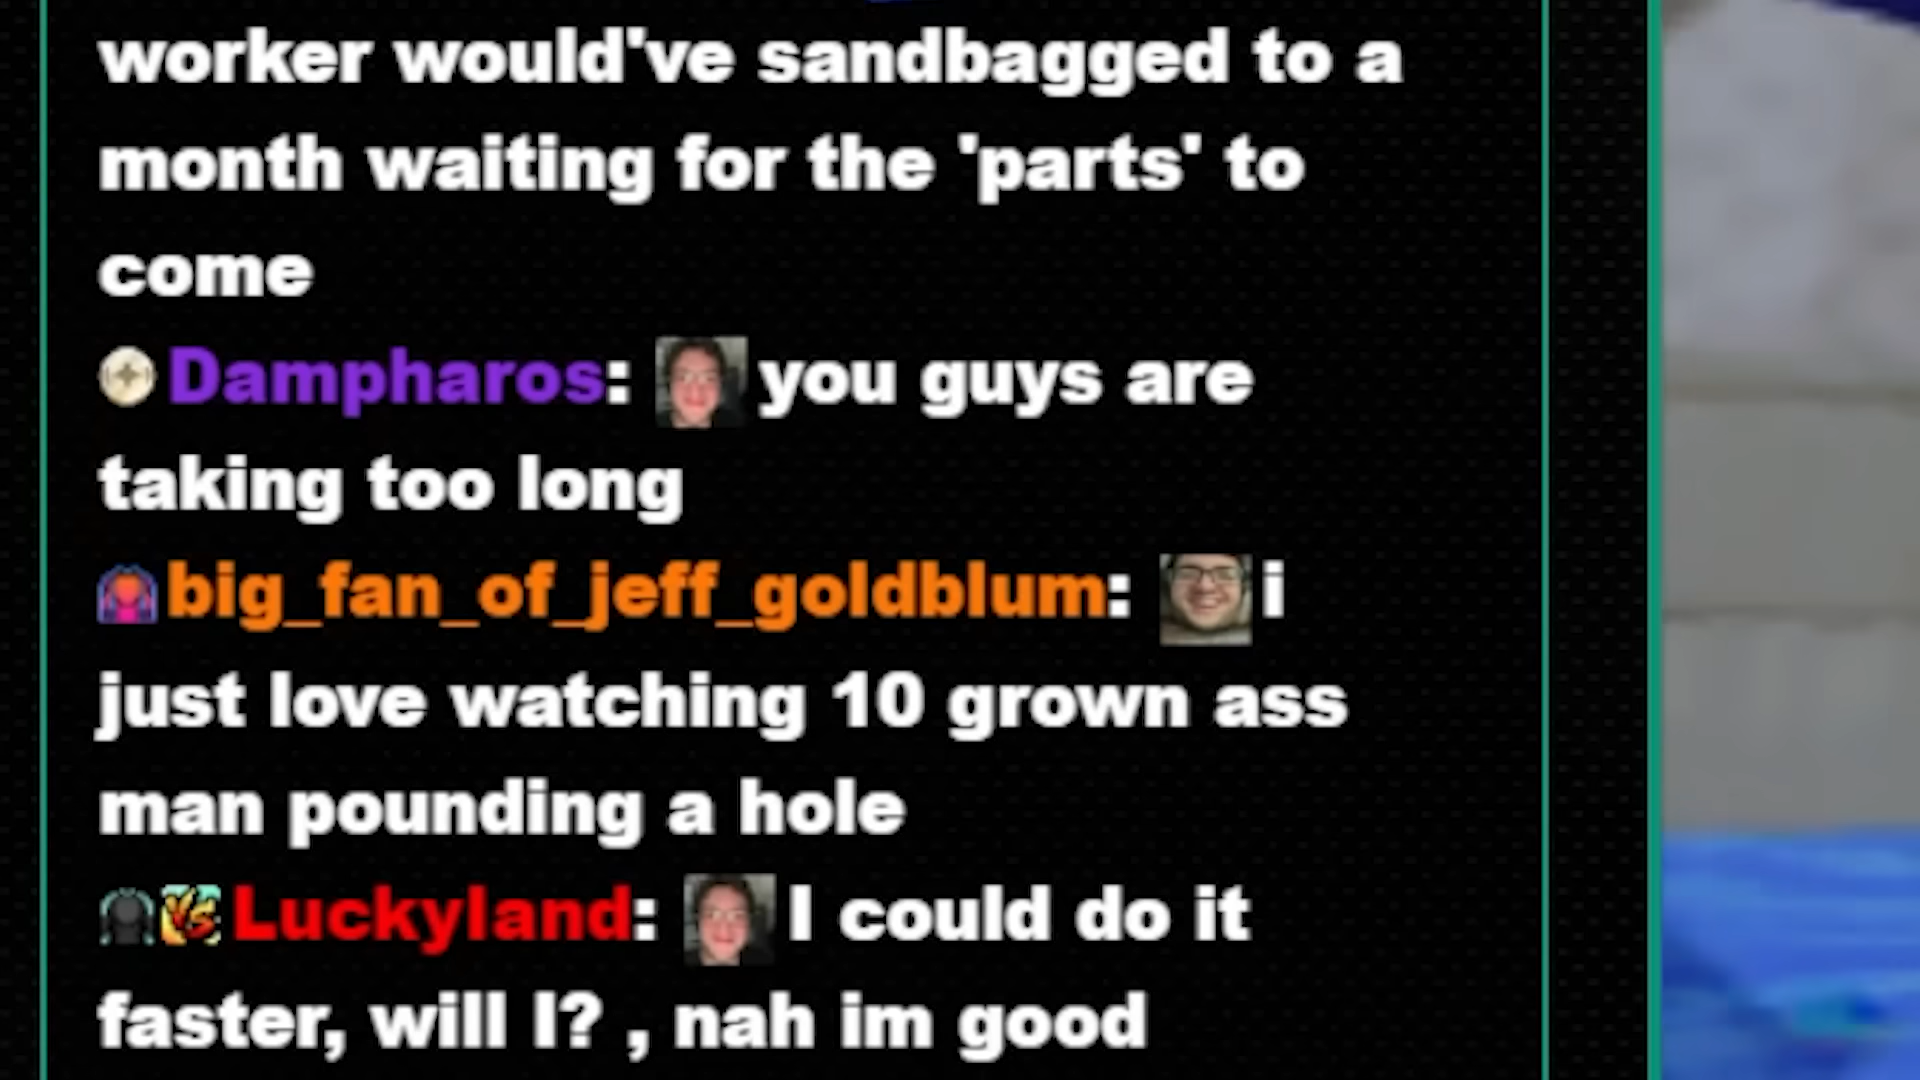 worker would've sandbagged to a
month waiting for the 'parts' to
come
Dampharos: you guys are
taking too long
big_fan_of_jeff_goldblum: i
just love watching 10 grown ass
man pounding a hole
VS Luckyland: I could do it
faster, will I? , nah im good